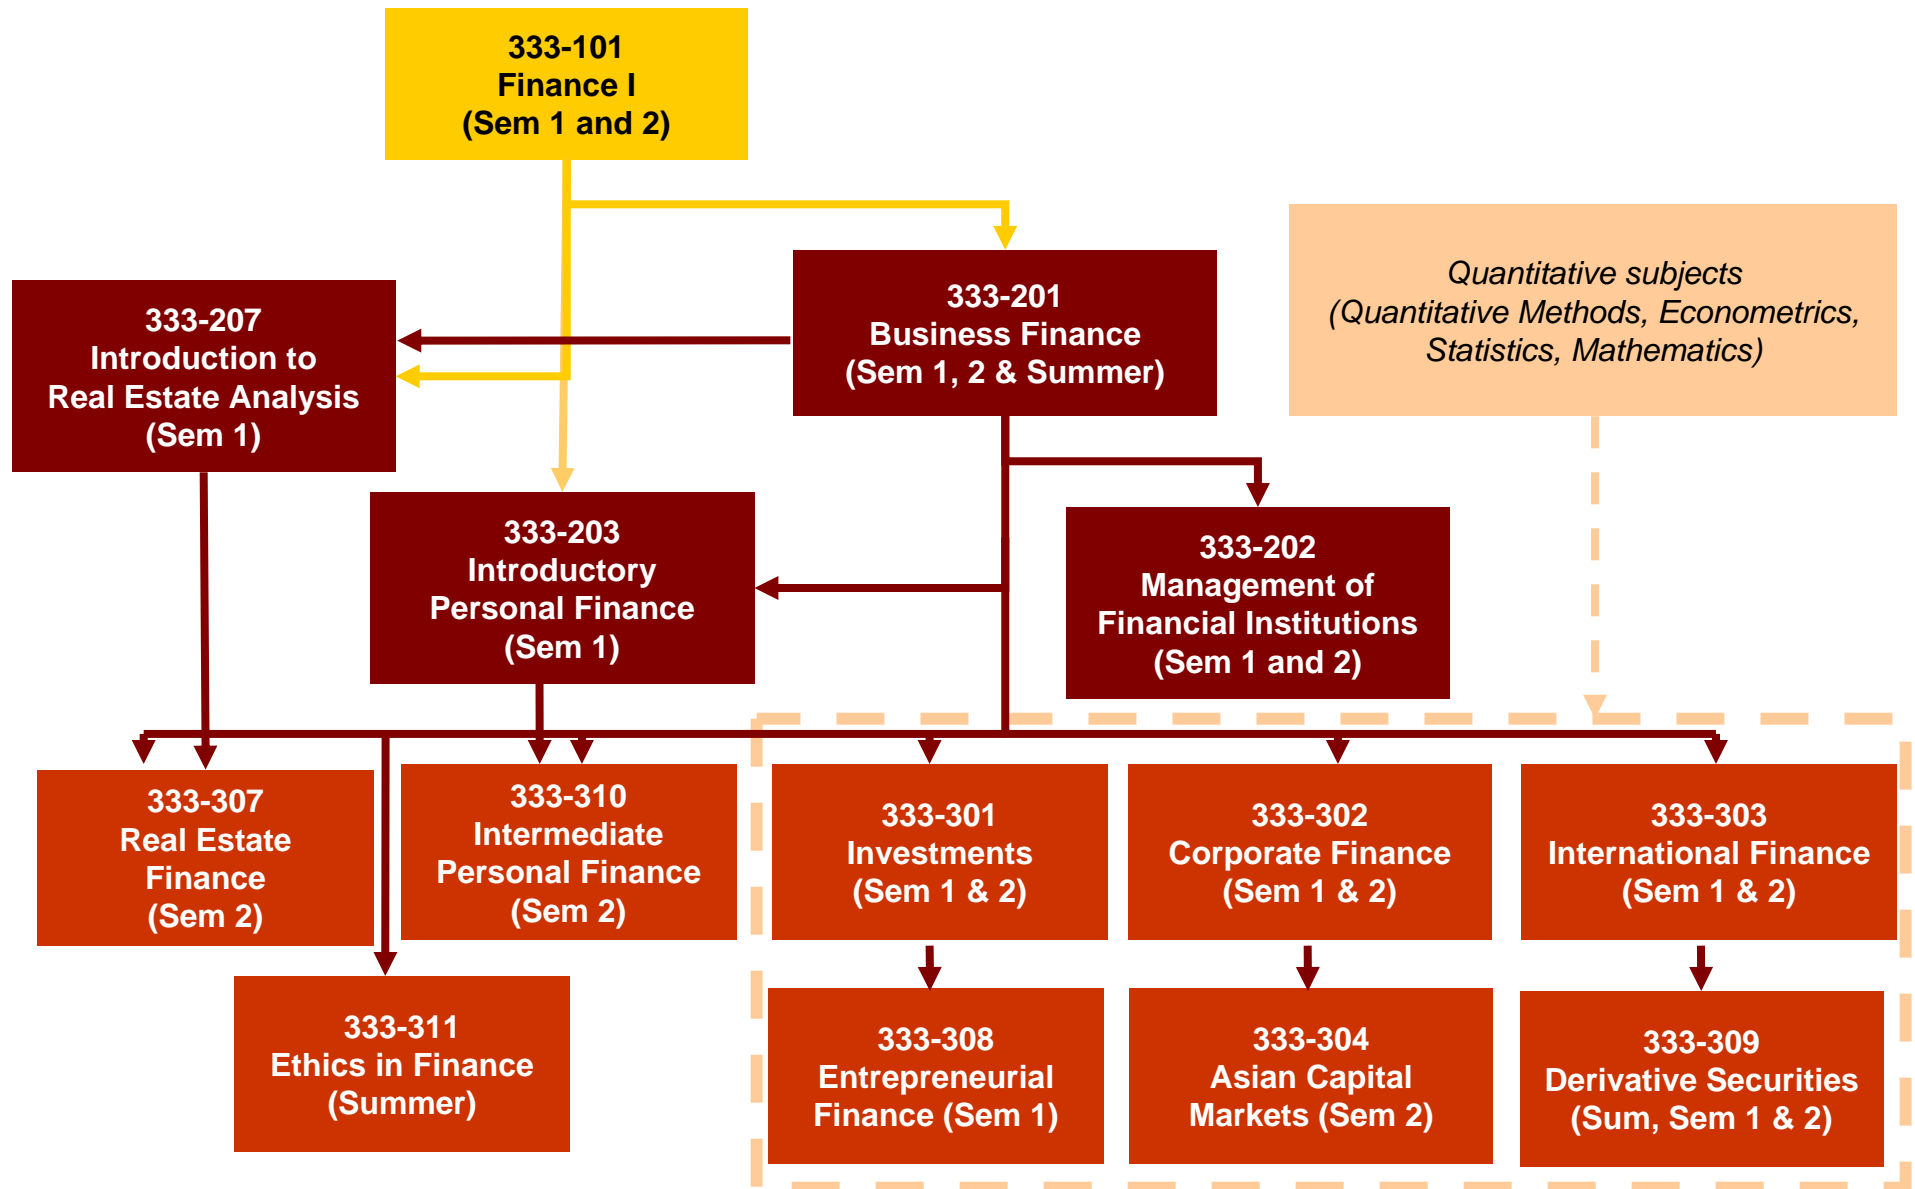 333-101
Finance I
(Sem 1 and 2)
333-201
Business Finance
(Sem 1, 2 & Summer)
Quantitative subjects
(Quantitative Methods, Econometrics,
Statistics, Mathematics)
333-207
Introduction to
Real Estate Analysis
(Sem 1)
333-203
Introductory
Personal Finance
(Sem 1)
333-202
Management of
Financial Institutions
(Sem 1 and 2)
333-307
Real Estate
Finance
(Sem 2)
333-310
Intermediate
Personal Finance
(Sem 2)
333-301
Investments
(Sem 1 & 2)
333-302
Corporate Finance
(Sem 1 & 2)
333-303
International Finance
(Sem 1 & 2)
333-311
Ethics in Finance
(Summer)
333-308
Entrepreneurial
Finance (Sem 1)
333-304
Asian Capital
Markets (Sem 2)
333-309
Derivative Securities
(Sum, Sem 1 & 2)